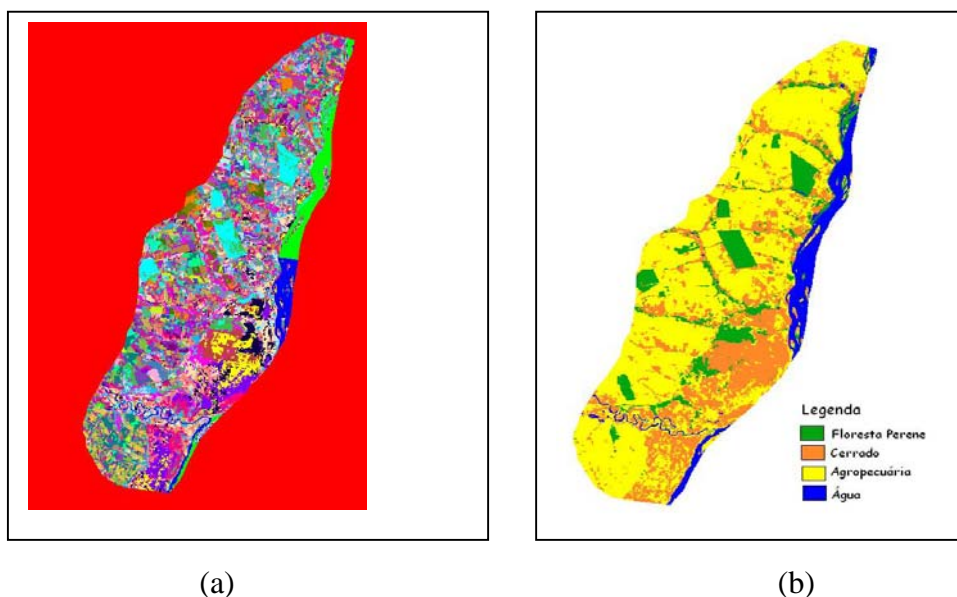 Legenda
Floresta Perene
Cerrado
Agropecuária
Água
(a)
(b)